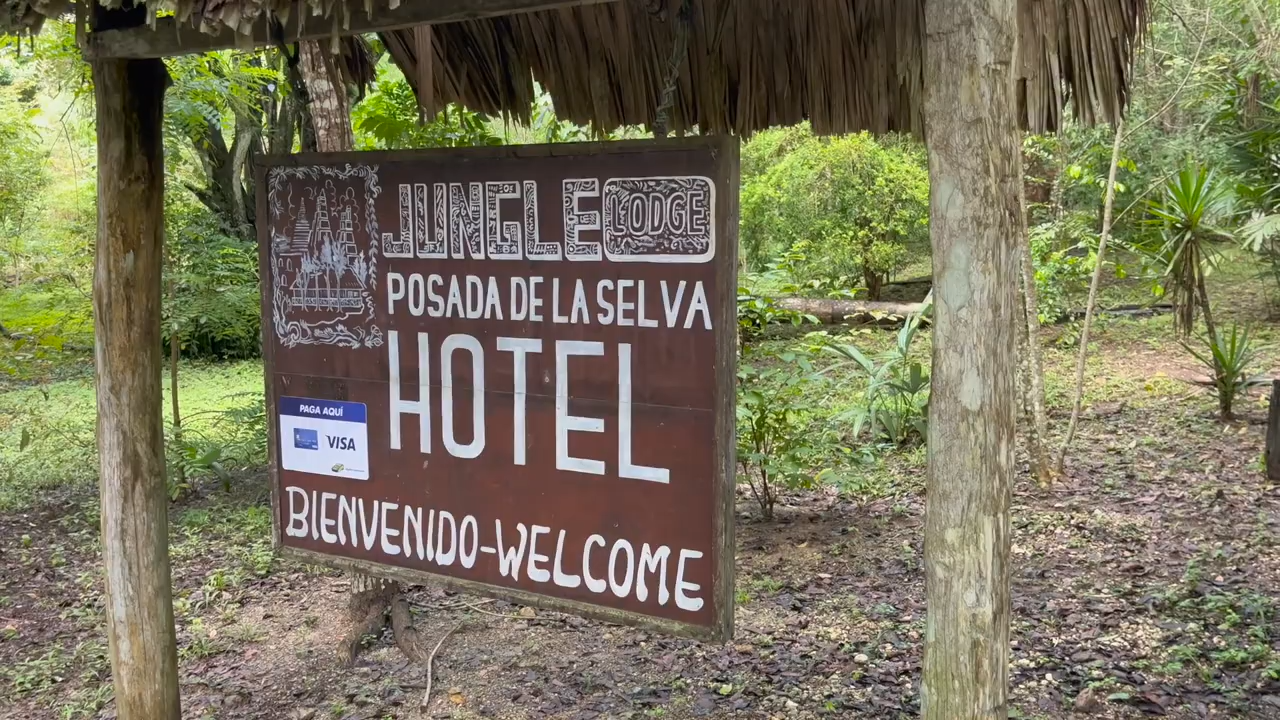 JUNGLE LODGE
POSADA DE LA SELVA
HOTEL
PAGA AQUÍ
VISA
BIENVENIDO-WELCOME